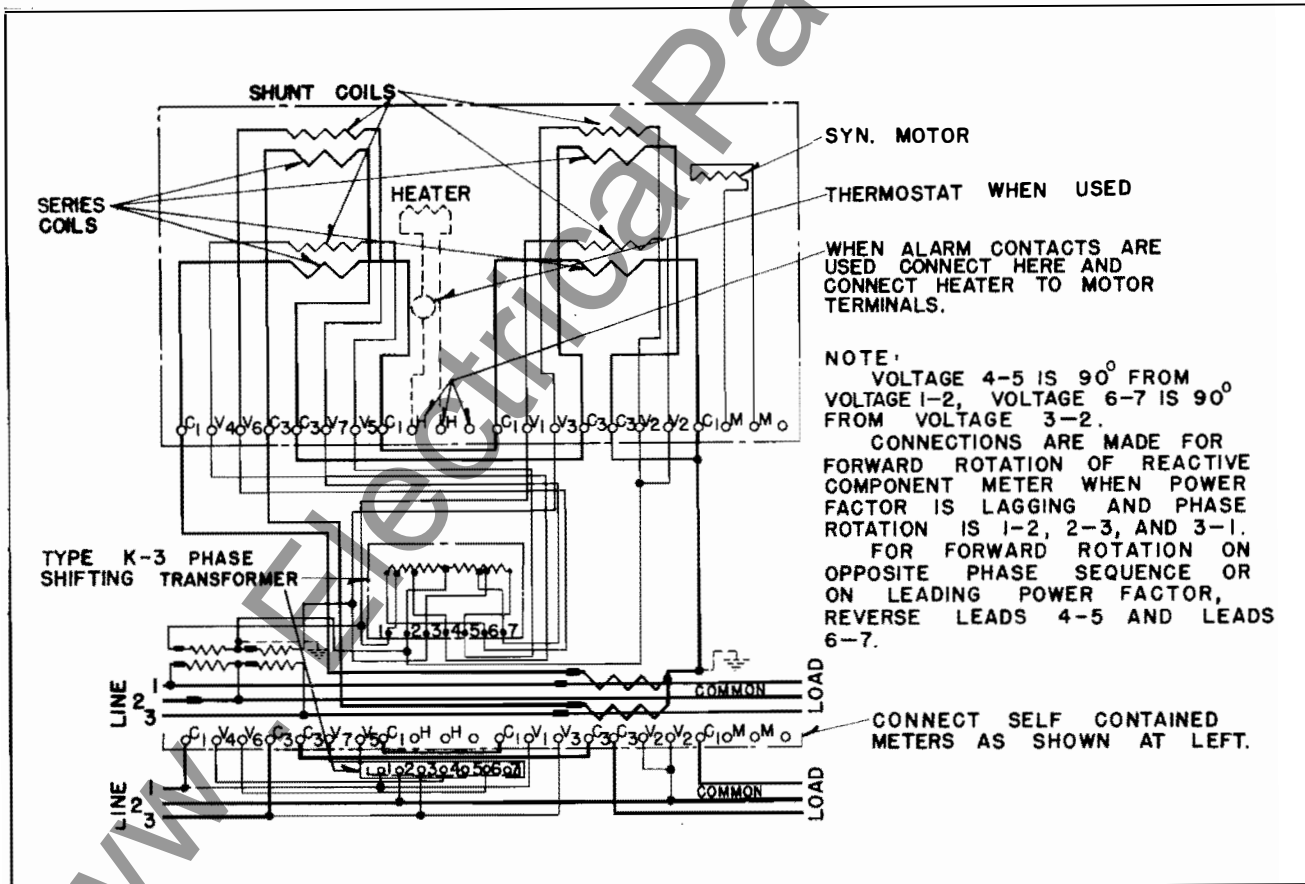 SHUNT COILS
SYN. MOTOR
HEATER
THERMOSTAT WHEN USED
SERIES
COILS
WHEN ALARM CONTACTS ARE
USED CONNECT HERE AND
CONNECT HEATER TO MOTOR
TERMINALS.
NOTE:
VOLTAGE 4-5 IS 90° FROM
VOLTAGE 1-2, VOLTAGE 6-7 IS 90°
FROM VOLTAGE 3-2.
CONNECTIONS ARE MADE FOR
FORWARD ROTATION OF REACTIVE
COMPONENT METER WHEN POWER
FACTOR IS LAGGING AND PHASE
ROTATION IS 1-2, 2-3, AND 3-1.
FOR FORWARD ROTATION ON
OPPOSITE PHASE SEQUENCE OR
ON LEADING POWER FACTOR,
REVERSE LEADS 4-5 AND LEADS
6-7.
C1 V4 V6 C3 C3 V7 V5 C1 H H C1 V1 V3 C3 C3 V2 V2 C1 M M
TYPE K-3 PHASE
SHIFTING TRANSFORMER
1 2 3 4 5 6 7
LINE
1
2
3
COMMON
LOAD
C1 V4 V6 C3 C3 V7 V5 C1 H H C1 V1 V3 C3 C3 V2 V2 C1 M M
CONNECT SELF CONTAINED
METERS AS SHOWN AT LEFT.
1 2 3 4 5 6 7
LINE
1
2
3
COMMON
LOAD
www.ElectricalPa